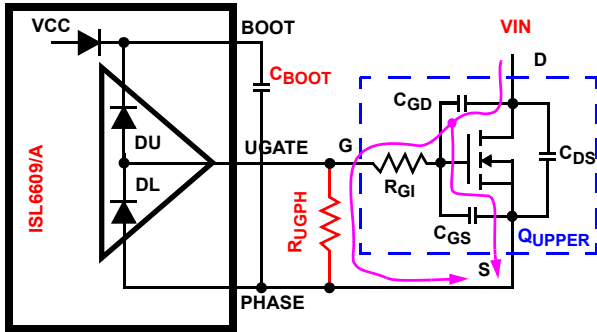 VCC
BOOT
VIN
D
CBOOT
CGD
DU
UGATE
G
CDS
DL
RGI
ISL6609/A
RUGPH
CGS
QUPPER
S
PHASE